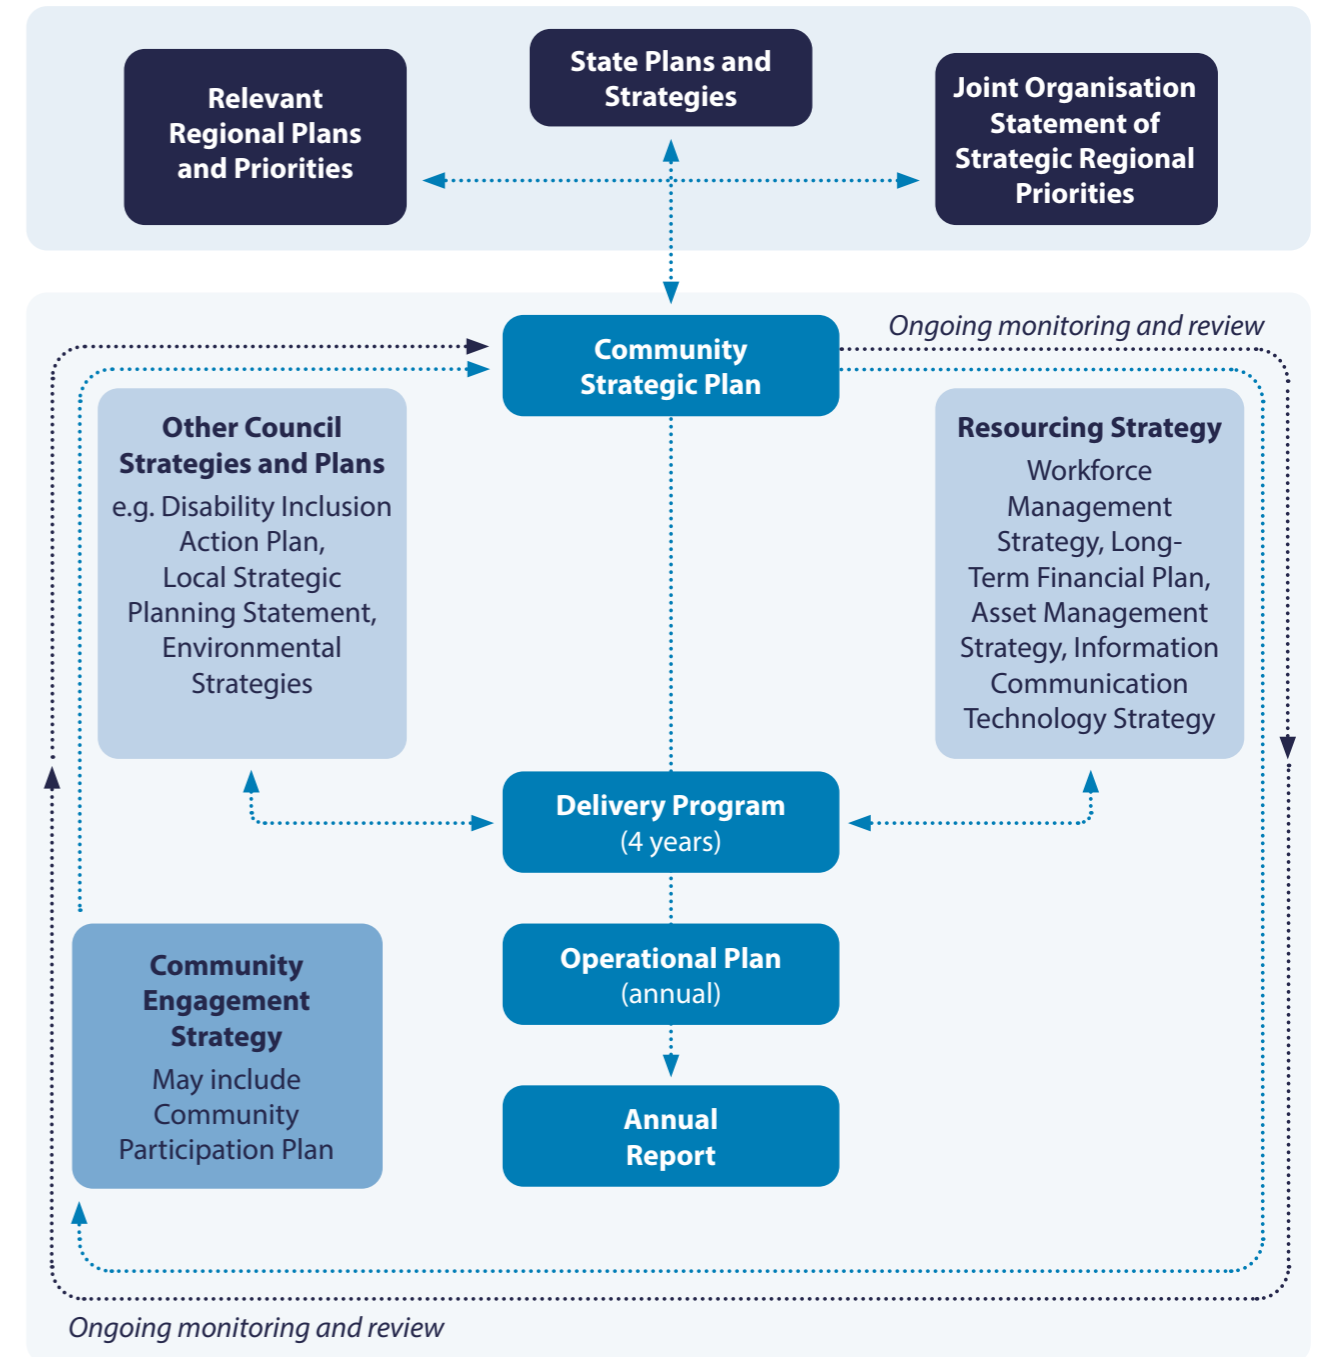 Relevant
Regional Plans
and Priorities
State Plans and
Strategies
Joint Organisation
Statement of
Strategic Regional
Priorities
Ongoing monitoring and review
Community
Strategic Plan
Other Council
Strategies and Plans
e.g. Disability Inclusion
Action Plan,
Local Strategic
Planning Statement,
Environmental
Strategies
Resourcing Strategy
Workforce
Management
Strategy, Long-
Term Financial Plan,
Asset Management
Strategy, Information
Communication
Technology Strategy
Delivery Program
(4 years)
Community
Engagement
Strategy
May include
Community
Participation Plan
Operational Plan
(annual)
Annual
Report
Ongoing monitoring and review